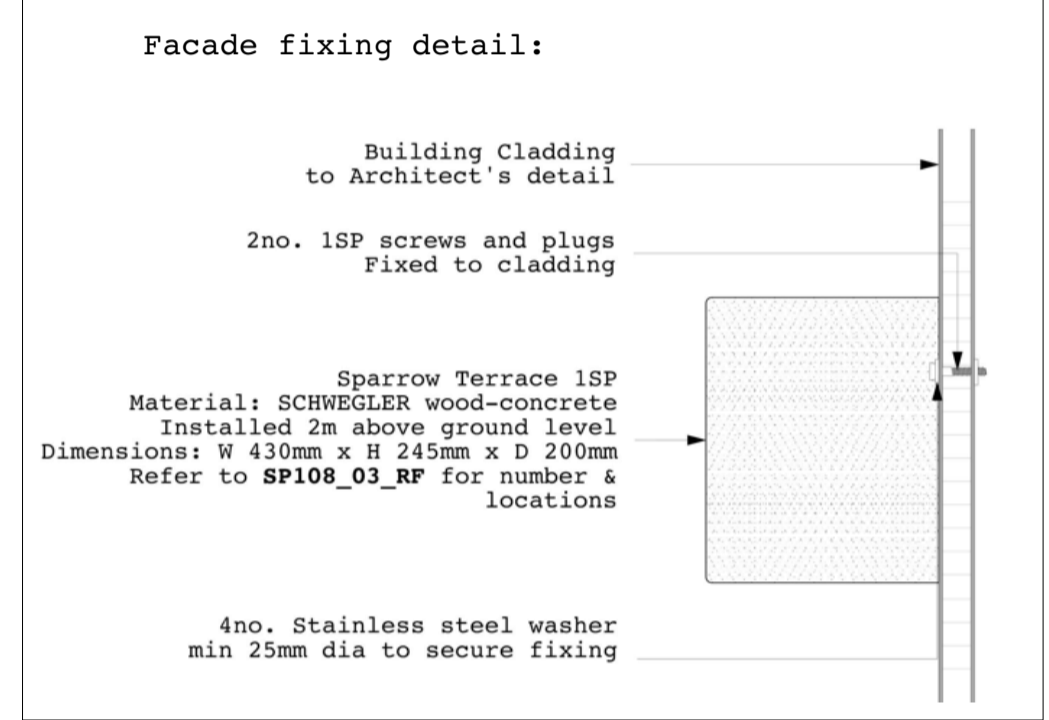 Facade fixing detail:
Building Cladding
to Architect's detail
2no. 1SP screws and plugs
Fixed to cladding
Sparrow Terrace 1SP
Material: SCHWEGLER wood-concrete
Installed 2m above ground level
Dimensions: W 430mm x H 245mm x D 200mm
Refer to SP108_03_RF for number &
locations
4no. Stainless steel washer
min 25mm dia to secure fixing